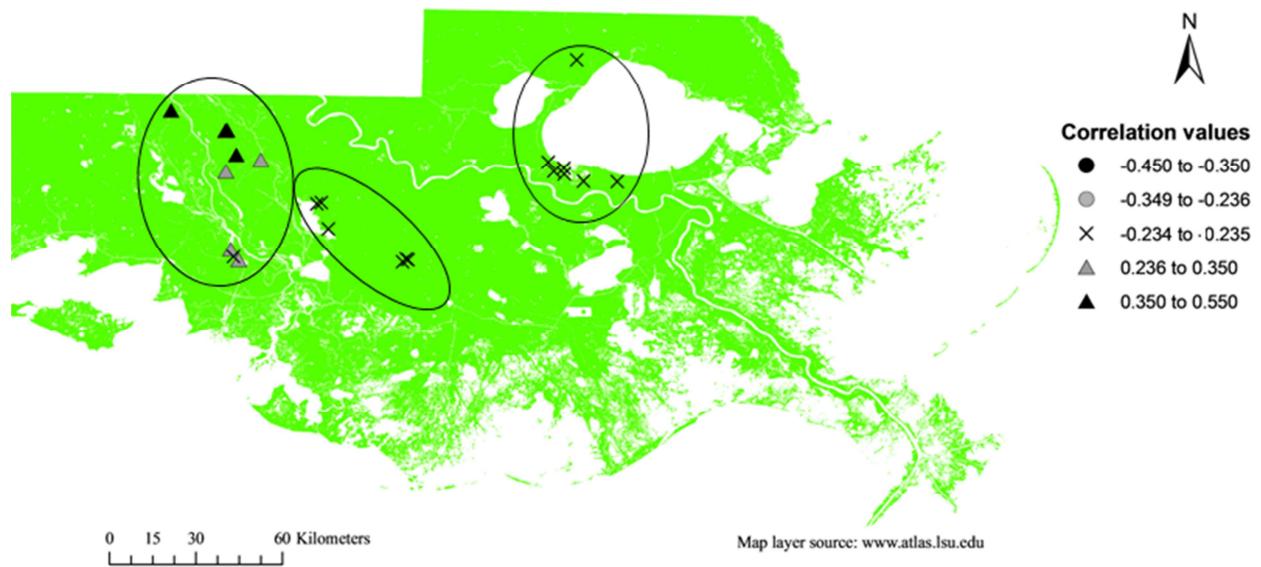 N
Correlation values
-0.450 to -0.350
-0.349 to -0.236
-0.234 to -0.235
0.236 to 0.350
0.350 to 0.550
0 15 30 60 Kilometers
Map layer source: www.atlas.lsu.edu